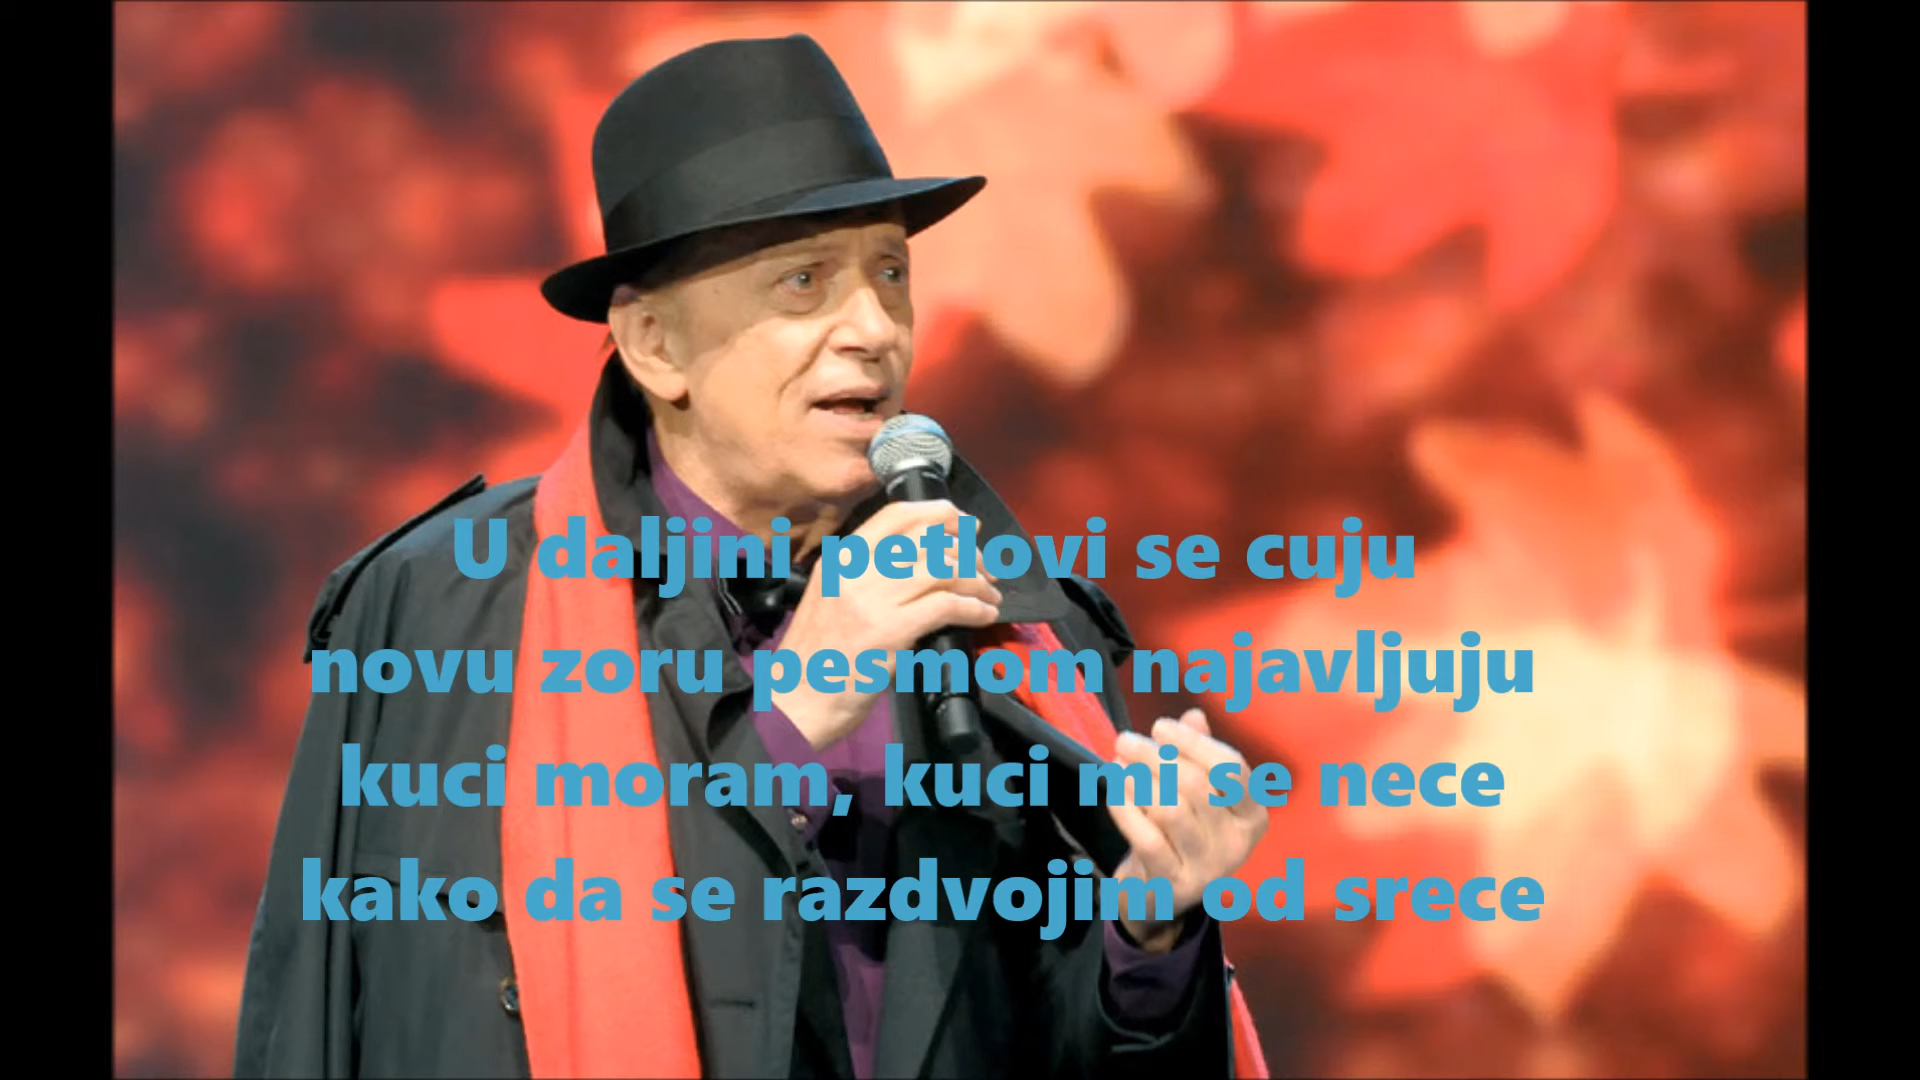 U daljini petlovi se cuju
novu zoru pesmom najavljuju
kuci moram, kuci mi se nece
kako da se razdvojim od srece